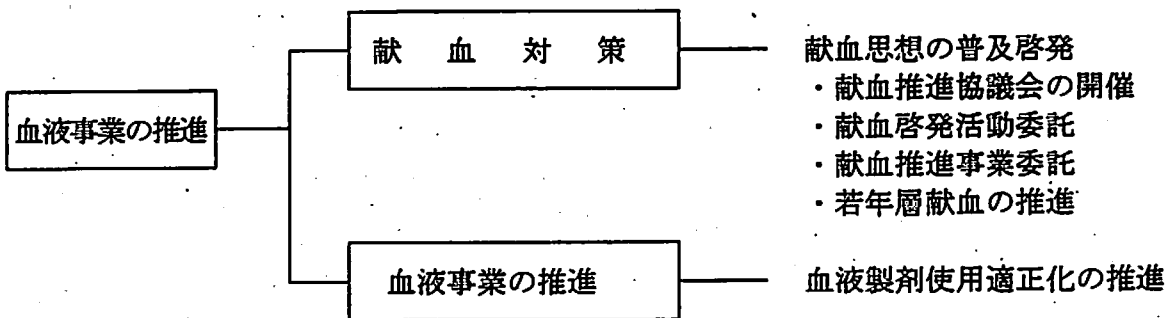 血液事業の推進
献血対策
献血思想の普及啓発
・献血推進協議会の開催
・献血啓発活動委託
・献血推進事業委託
・若年層献血の推進
血液事業の推進
血液製剤使用適正化の推進